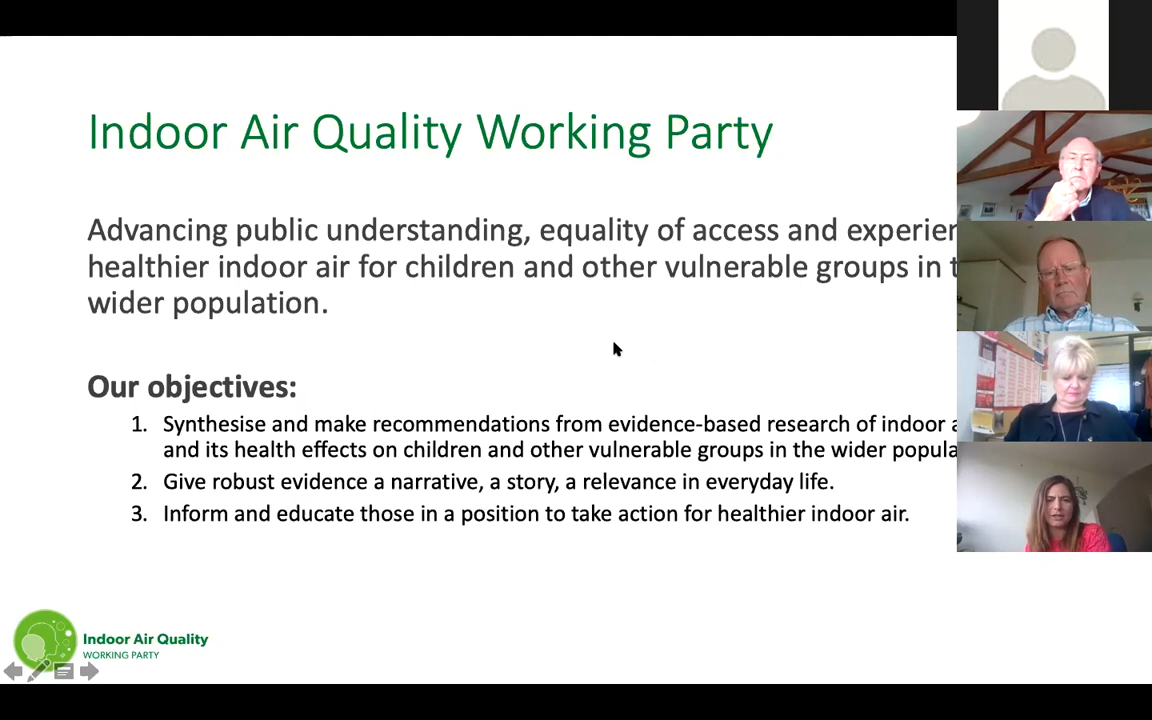 Indoor Air Quality Working Party
Advancing public understanding, equality of access and
healthier indoor air for children and other vulnerable groups in
wider population.
Our objectives:
1. Synthesise and make recommendations from evidence-based research of indoor
and its health effects on children and other vulnerable groups in the wider
2. Give robust evidence a narrative, a story, a relevance in everyday life.
3. Inform and educate those in a position to take action for healthier indoor air.
Indoor Air Quality
WORKING PARTY